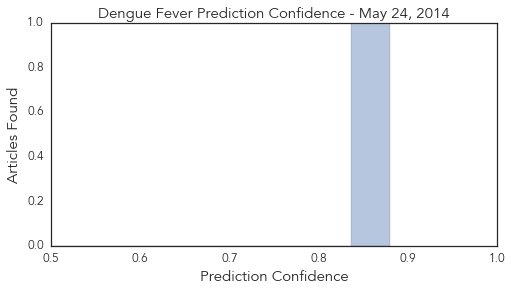 Dengue Fever Prediction Confidence - May 24, 2014
1.0
0.8
0.6
0.4
0.2
0.0
Articles Found
0.5 0.6 0.7 0.8 0.9 1.0
Prediction Confidence